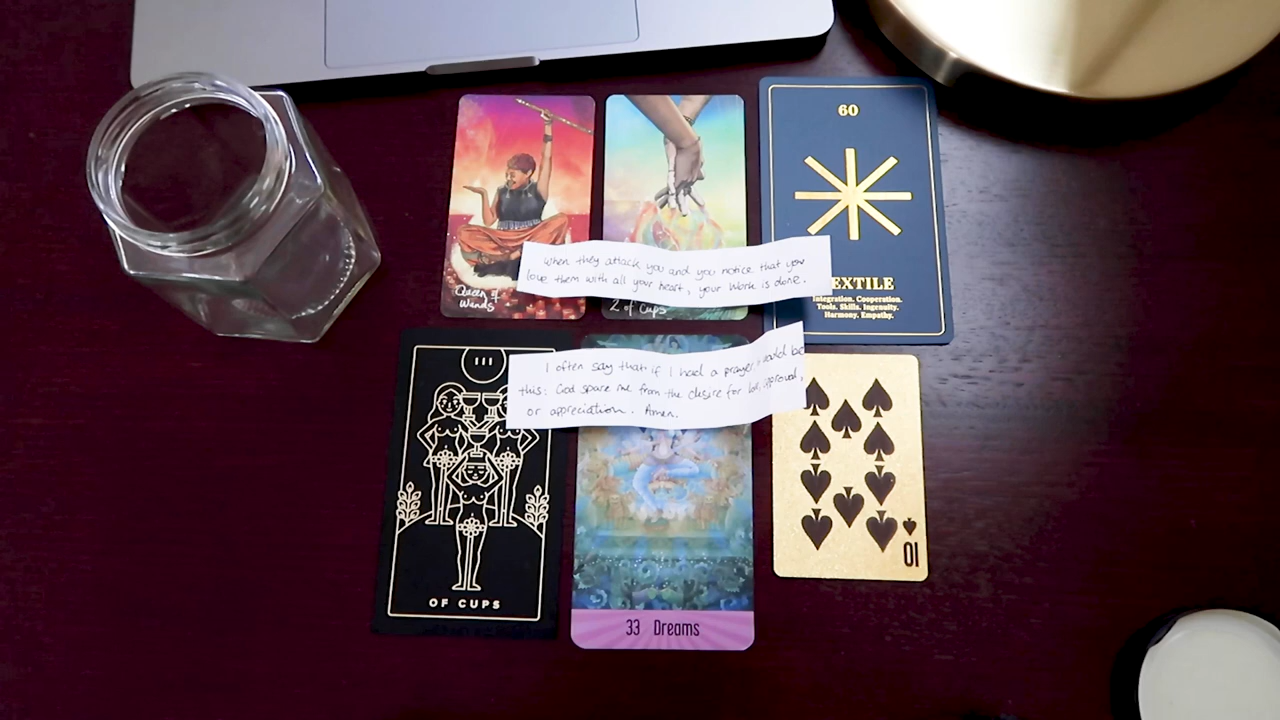 60
Queen of
Wands
2 of Cups
EXTILE
Integration. Cooperation.
Tools. Skills. Ingenuity.
Harmony. Empathy.
When they attack you and you notice that you
love them with all your heart, your Work is done.
I often say that if I had a prayer, would be
this: God spare me from the desire for love, approval,
or appreciation. Amen.
III
OF CUPS
33 Dreams
10